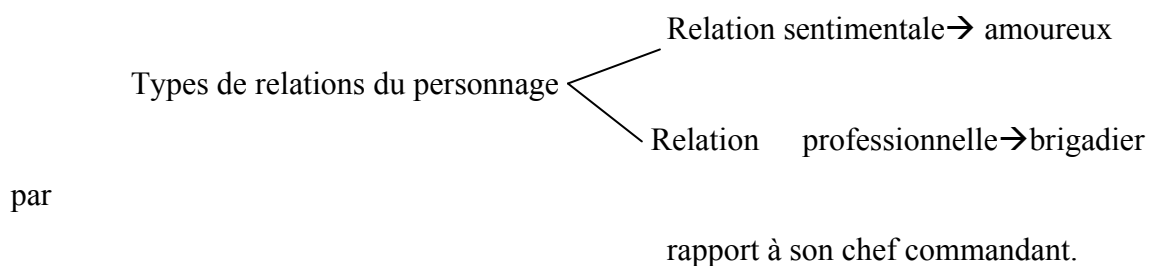 Relation sentimentale→ amoureux
Types de relations du personnage
Relation professionnelle→brigadier
par
rapport à son chef commandant.